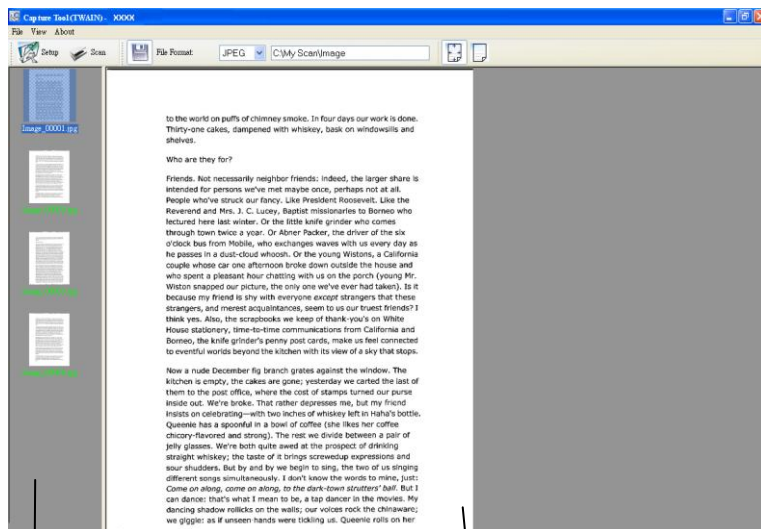 Capture Tool(TWAIN) - XXXX
File View About
Setup Scan File Format: JPEG C:\My Scan\Image
Image_00001.jpg
to the world on puffs of chimney smoke. In four days our work is done.
Thirty-one cakes, dampened with whiskey, bask on windowsills and
shelves.
Who are they for?
Friends. Not necessarily neighbor friends: indeed, the larger share is
intended for persons we've met maybe once, perhaps not at all.
People who've struck our fancy. Like President Roosevelt. Like the
Reverend and Mrs. J. C. Lucey, Baptist missionaries to Borneo who
lectured here last winter. Or the little knife grinder who comes
through town twice a year. Or Abner Packer, the driver of the six
o'clock bus from Mobile, who exchanges waves with us every day as
he passes in a dust-cloud whoosh. Or the young Wistons, a California
couple whose car one afternoon broke down outside the house and
who spent a pleasant hour chatting with us on the porch (young Mr.
Wiston snapped our picture, the only one we've ever had taken). Is it
because my friend is shy with everyone except strangers that these
strangers, and merest acquaintances, seem to us our truest friends? I
think yes. Also, the scrapbooks we keep of thank-you's on White
House stationery, time-to-time communications from California and
Borneo, the knife grinder's penny post cards, make us feel connected
to eventful worlds beyond the kitchen with its view of a sky that stops.
Now a nude December fig branch grates against the window. The
kitchen is empty, the cakes are gone; yesterday we carted the last of
them to the post office, where the cost of stamps turned our purse
inside out. We're broke. That rather depresses me, but my friend
insists on celebrating—with two inches of whiskey left in Haha's bottle.
Queenie has a spoonful in a bowl of coffee (she likes her coffee
chicory-flavored and strong). The rest we divide between a pair of
jelly glasses. We're both quite awed at the prospect of drinking
straight whiskey; the taste of it brings screwedup expressions and
sour shudders. But by and by we begin to sing, the two of us singing
different songs simultaneously. I don't know the words to mine, just:
Come on along, come on along, to the dark-town strutters' ball. But I
can dance: that's what I mean to be, a tap dancer in the movies. My
dancing shadow rollicks on the walls; our voices rock the chinaware;
we giggle: as if unseen hands were tickling us. Queenie rolls on her